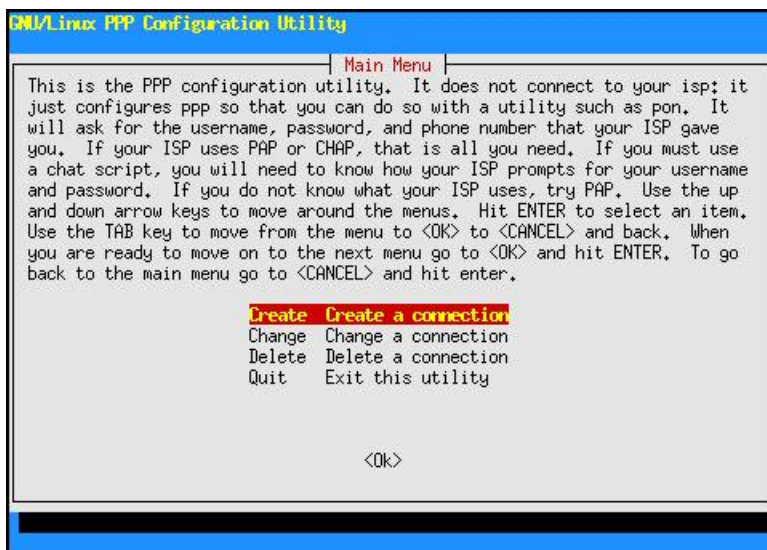 GNU/Linux PPP Configuration Utility
Main Menu
This is the PPP configuration utility. It does not connect to your isp: it
just configures ppp so that you can do so with a utility such as pon. It
will ask for the username, password, and phone number that your ISP gave
you. If your ISP uses PAP or CHAP, that is all you need. If you must use
a chat script, you will need to know how your ISP prompts for your username
and password. If you do not know what your ISP uses, try PAP. Use the up
and down arrow keys to move around the menus. Hit ENTER to select an item.
Use the TAB key to move from the menu to <OK> to <CANCEL> and back. When
you are ready to move on to the next menu go to <OK> and hit ENTER. To go
back to the main menu go to <CANCEL> and hit enter.
Create Create a connection
Change Change a connection
Delete Delete a connection
Quit Exit this utility
<Ok>